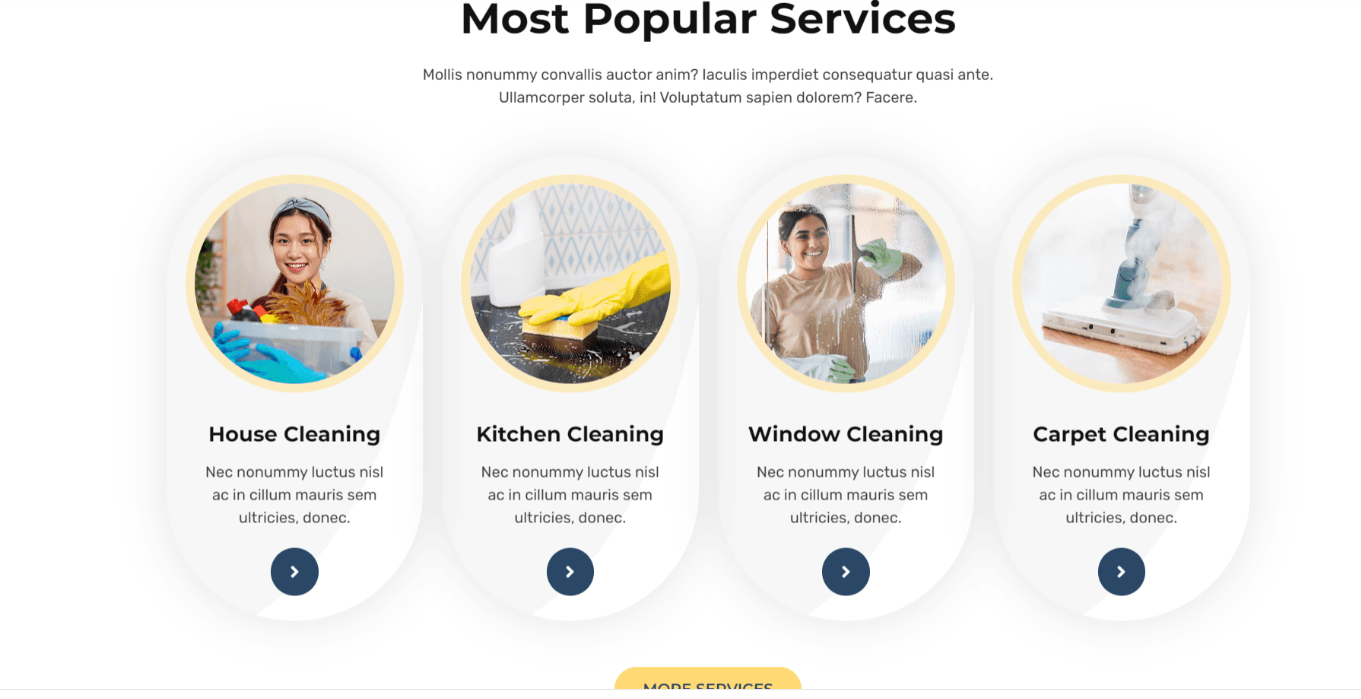 Most Popular Services
Mollis nonummy convallis auctor anim? Iaculis imperdiet consequatur quasi ante.
Ullamcorper soluta, in! Voluptatum sapien dolorem? Facere.
House Cleaning
Nec nonummy luctus nisl
ac in cillum mauris sem
ultricies, donec.
Kitchen Cleaning
Nec nonummy luctus nisl
ac in cillum mauris sem
ultricies, donec.
Window Cleaning
Nec nonummy luctus nisl
ac in cillum mauris sem
ultricies, donec.
Carpet Cleaning
Nec nonummy luctus nisl
ac in cillum mauris sem
ultricies, donec.
MORE SERVICES